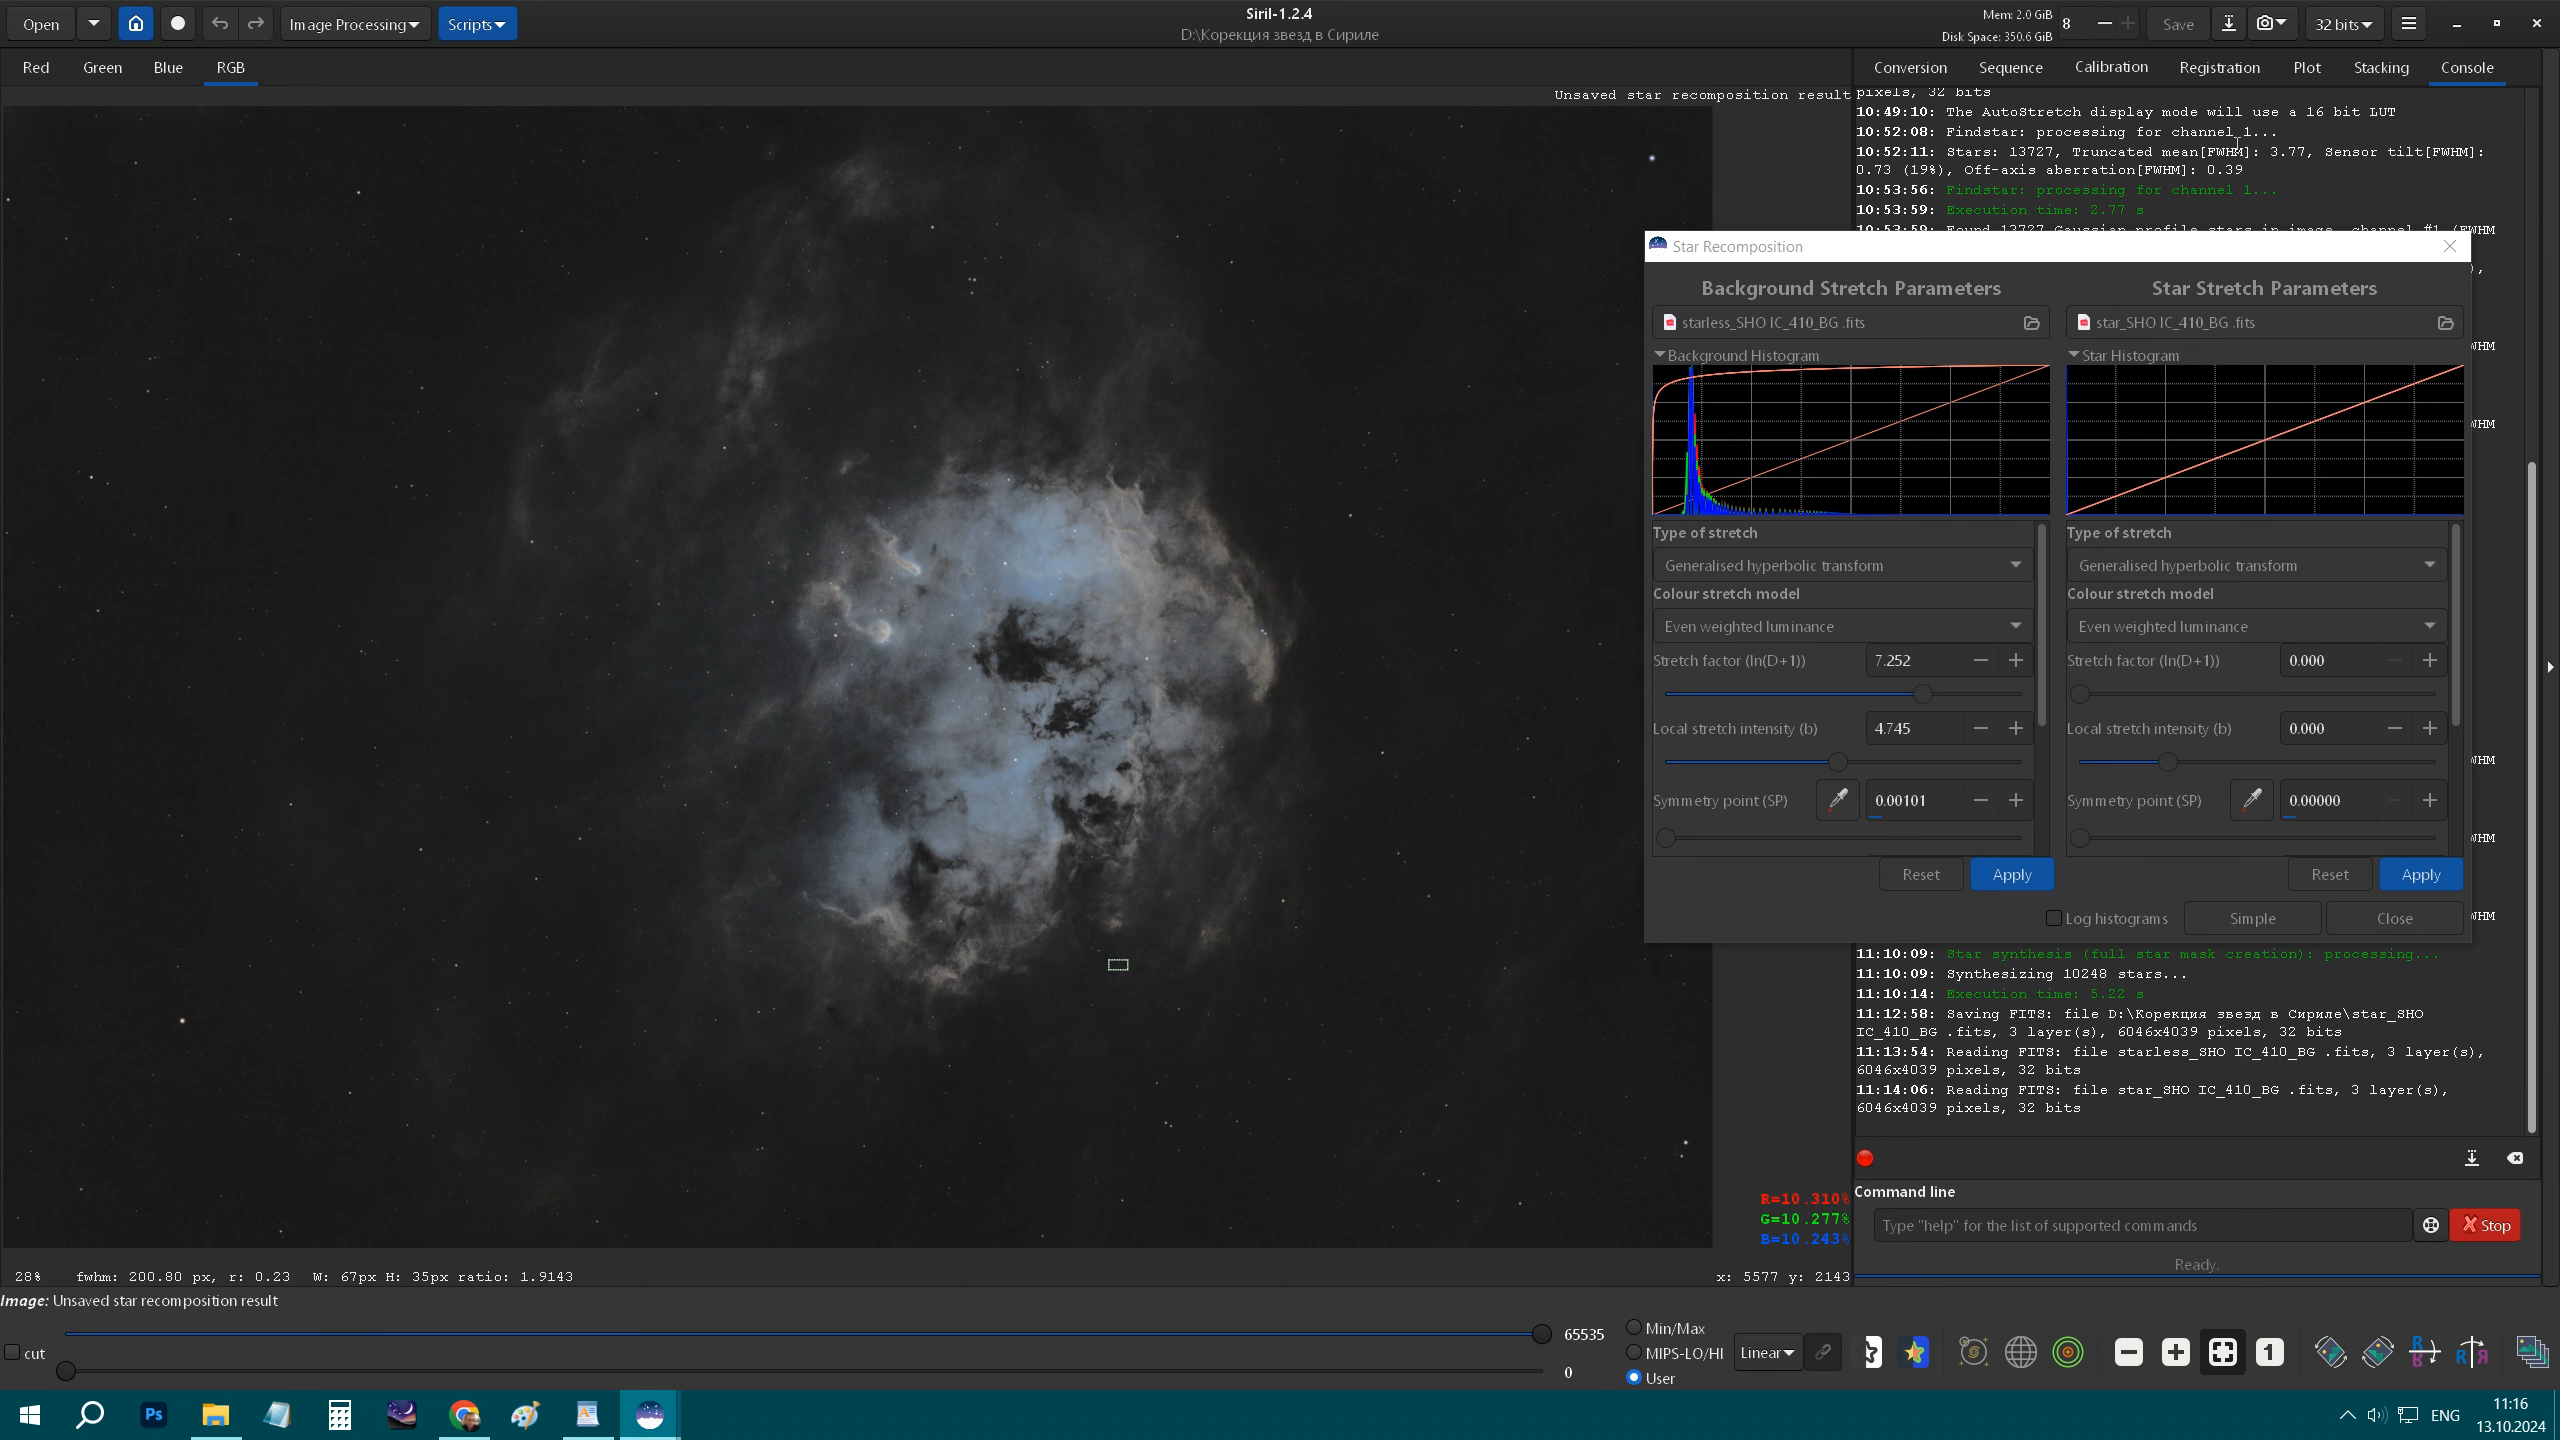 Open
Image Processing
Scripts
Siril-1.2.4
D:\Корекция звезд в Сириле
Mem: 2.0 GiB
Disk Space: 350.6 GiB
8
Save
32 bits
Red Green Blue RGB
Conversion Sequence Calibration Registration Plot Stacking Console
Unsaved star recomposition result
pixels, 32 bits
10:49:10: The AutoStretch display mode will use a 16 bit LUT
10:52:08: Findstar: processing for channel 1...
10:52:11: Stars: 13727, Truncated mean[FWHM]: 3.77, Sensor tilt[FWHM]:
0.73 (19%), Off-axis aberration[FWHM]: 0.39
10:53:56: Findstar: processing for channel 1...
10:53:59: Execution time: 2.77 s
10:53:59: Found 13727 Gaussian profile stars in image, channel #1 (FWHM
Star Recomposition
Background Stretch Parameters
Star Stretch Parameters
starless_SHO IC_410_BG .fits
star_SHO IC_410_BG .fits
Background Histogram
Star Histogram
Type of stretch
Type of stretch
Generalised hyperbolic transform
Generalised hyperbolic transform
Colour stretch model
Colour stretch model
Even weighted luminance
Even weighted luminance
Stretch factor (ln(D+1)) 7.252
Stretch factor (ln(D+1)) 0.000
Local stretch intensity (b) 4.745
Local stretch intensity (b) 0.000
Symmetry point (SP) 0.00101
Symmetry point (SP) 0.00000
Reset Apply
Reset Apply
Log histograms
Simple
Close
11:10:09: Star synthesis (full star mask creation): processing...
11:10:09: Synthesizing 10248 stars...
11:10:14: Execution time: 5.22 s
11:12:58: Saving FITS: file D:\Корекция звезд в Сириле\star_SHO
IC_410_BG .fits, 3 layer(s), 6046x4039 pixels, 32 bits
11:13:54: Reading FITS: file starless_SHO IC_410_BG .fits, 3 layer(s),
6046x4039 pixels, 32 bits
11:14:06: Reading FITS: file star_SHO IC_410_BG .fits, 3 layer(s),
6046x4039 pixels, 32 bits
R=10.310%
G=10.277%
B=10.243%
Command line
Type "help" for the list of supported commands
Stop
Ready.
28% fwhm: 200.80 px, r: 0.23 W: 67px H: 35px ratio: 1.9143
x: 5577 y: 2143
Image: Unsaved star recomposition result
65535
cut
0
Min/Max
MIPS-LO/HI
User
Linear
1
Ps
ENG
11:16
13.10.2024